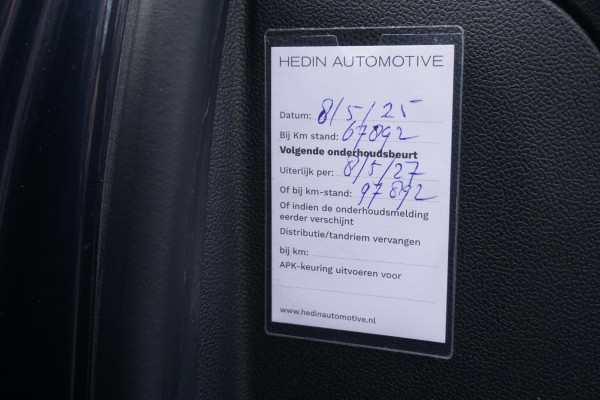 HEDIN AUTOMOTIVE
Datum: 8/5/25
Bij Km stand: 67892
Volgende onderhoudsbeurt
Uiterlijk per: 8/5/27
Of bij km-stand: 97892
Of indien de onderhoudsmelding
eerder verschijnt
Distributie/tandriem vervangen
bij km:
APK-keuring uitvoeren voor
www.hedinautomotive.nl